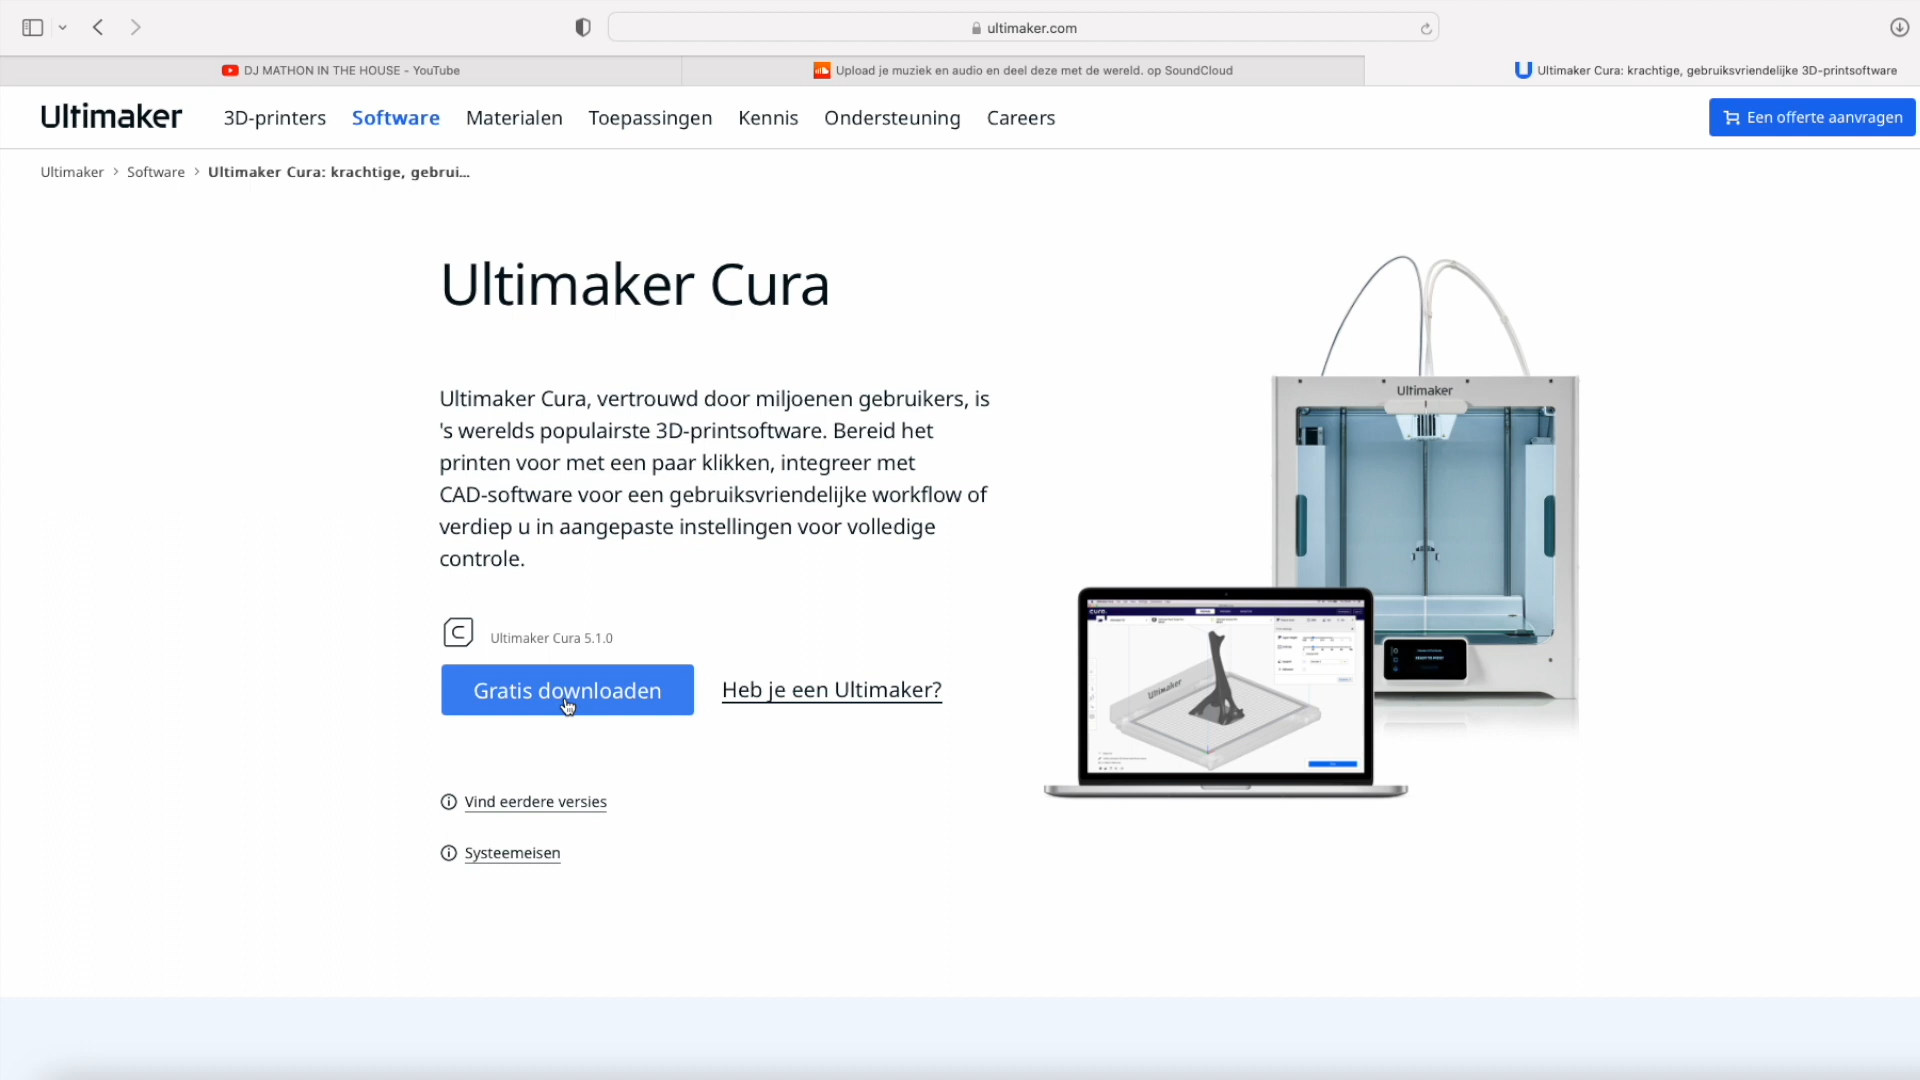 ultimaker.com
DJ MATHON IN THE HOUSE - YouTube
Upload je muziek en audio en deel deze met de wereld. op SoundCloud
Ultimaker Cura: krachtige, gebruiksvriendelijke 3D-printsoftware
Ultimaker
3D-printers
Software
Materialen
Toepassingen
Kennis
Ondersteuning
Careers
Een offerte aanvragen
Ultimaker > Software > Ultimaker Cura: krachtige, gebrui...
Ultimaker Cura
Ultimaker Cura, vertrouwd door miljoenen gebruikers, is
's werelds populairste 3D-printsoftware. Bereid het
printen voor met een paar klikken, integreer met
CAD-software voor een gebruiksvriendelijke workflow of
verdiep u in aangepaste instellingen voor volledige
controle.
Ultimaker Cura 5.1.0
Gratis downloaden
Heb je een Ultimaker?
Vind eerdere versies
Systeemeisen
Ultimaker
cura
Ultimaker